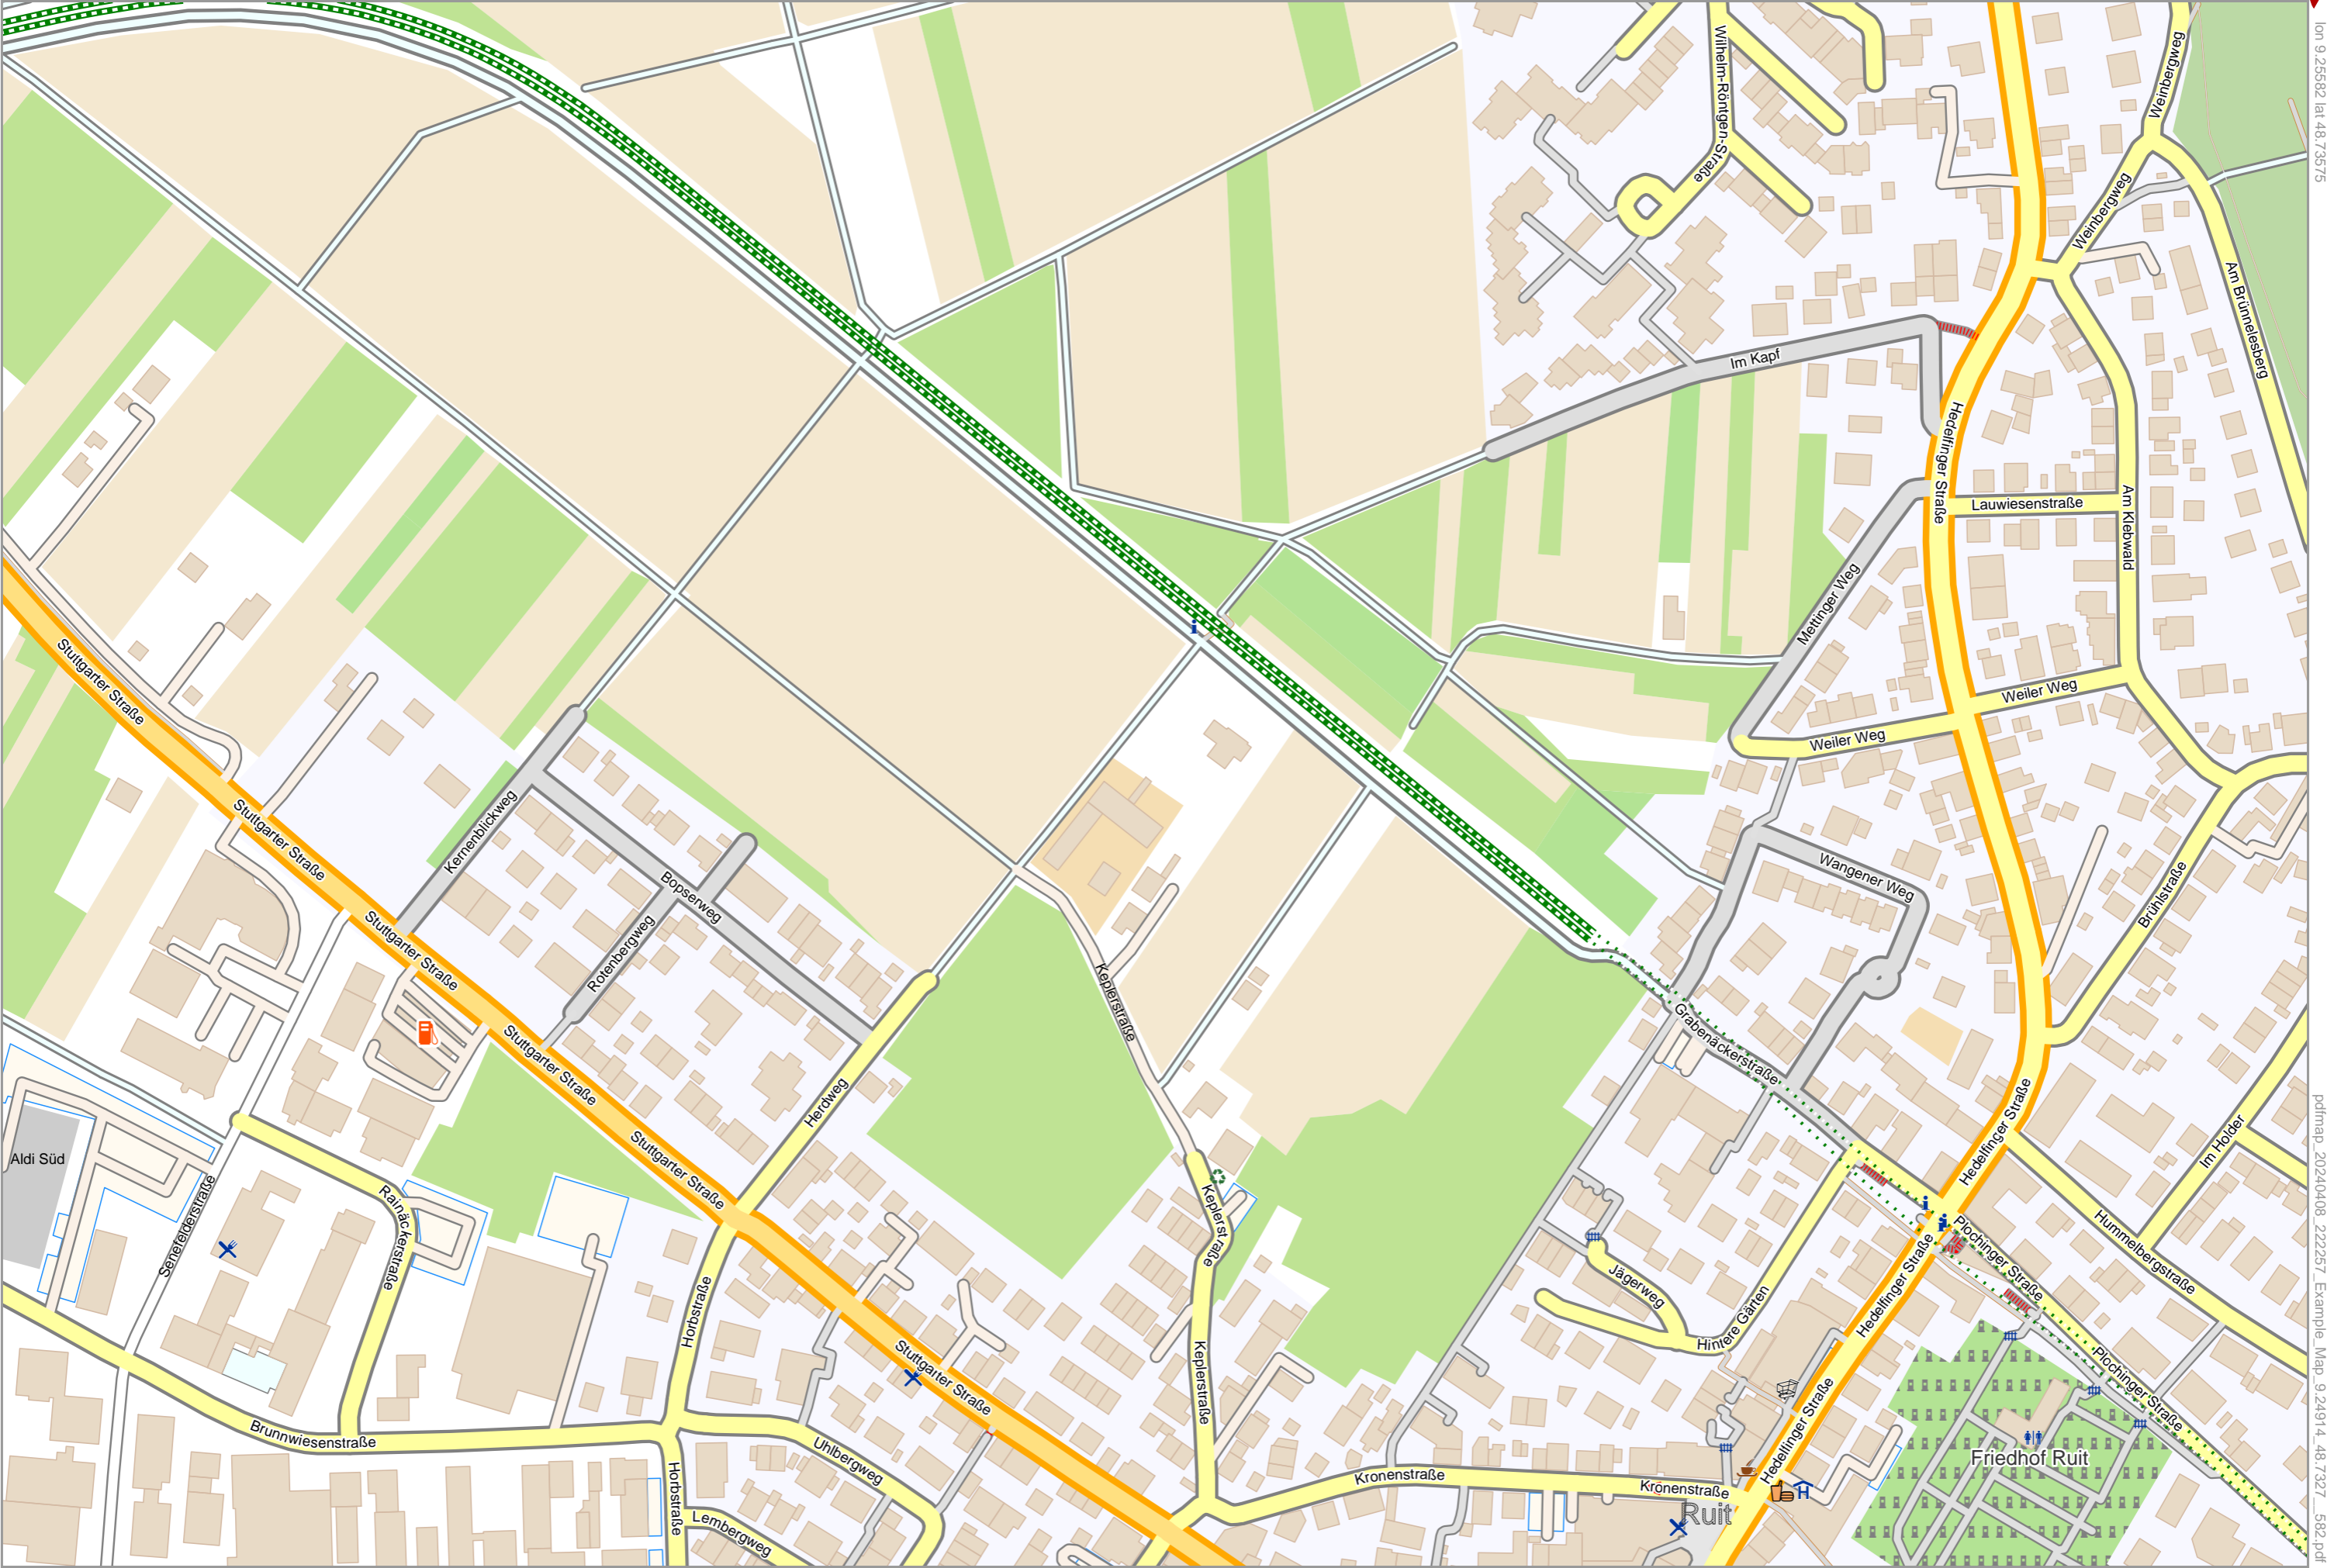 lon 9.25582 lat 48.73575
Wilhelm-Röntgen-Straße
Weinbergweg
Weinbergweg
Am Brünnelesberg
Im Kapf
Hedelfinger Straße
Lauwiesenstraße
Am Klebwald
Mettinger Weg
Stuttgarter Straße
Weiler Weg
Weiler Weg
Stuttgarter Straße
Kernenblickweg
Bopserweg
Wangener Weg
Brühlstraße
Stuttgarter Straße
Rotenbergweg
Keplerstraße
Grabenäckerstraße
Stuttgarter Straße
Herdweg
Hedelfinger Straße
Im Holder
Aldi Süd
Stuttgarter Straße
Senefelderstraße
Rainäckerstraße
Keplerstraße
Plochinger Straße
Hummelbergstraße
Hedelfinger Straße
Jägerweg
Hintere Gärten
Horbstraße
Stuttgarter Straße
Keplerstraße
Plochinger Straße
Hedelfinger Straße
Brunnwiesenstraße
Uhlbergweg
Friedhof Ruit
Kronenstraße
Kronenstraße
Horbstraße
Ruit
Lembergweg
pdfmap_20240408_222257_Example_Map_9.24914_48.7327__582.pdf